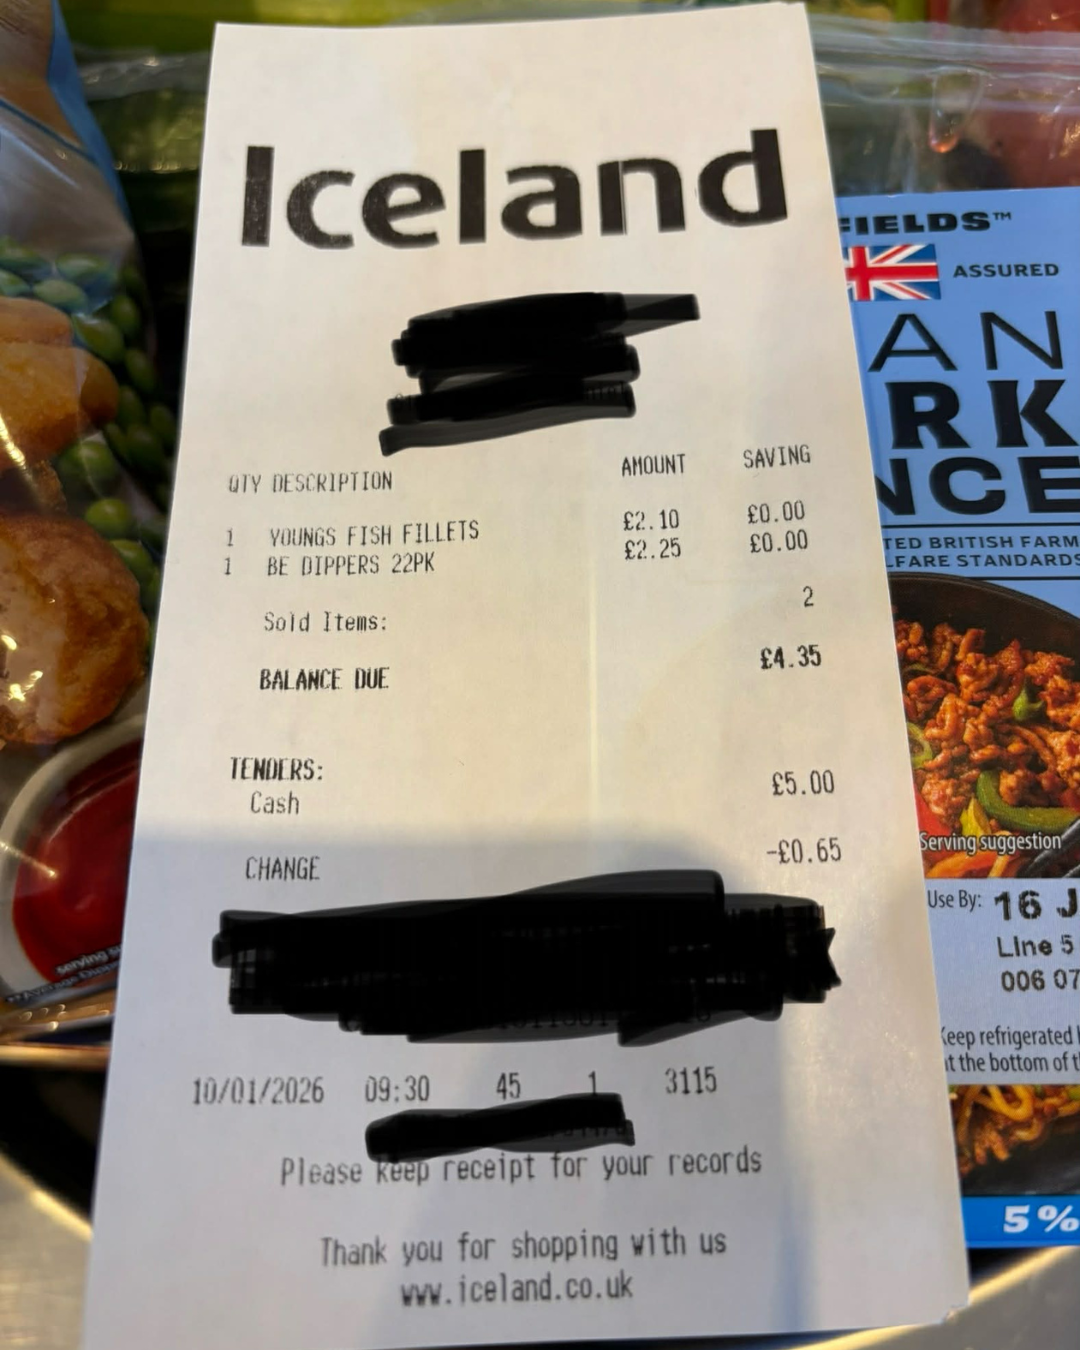 Iceland
QTY DESCRIPTION AMOUNT SAVING
1 YOUNGS FISH FILLETS £2.10 £0.00
1 BE DIPPERS 22PK £2.25 £0.00
Sold Items: 2
BALANCE DUE £4.35
TENDERS:
Cash £5.00
CHANGE -£0.65
10/01/2026 09:30 45 1 3115
Please keep receipt for your records
Thank you for shopping with us
www.iceland.co.uk
serving
FIELDS™
ASSURED
AN
RK
NCE
TED BRITISH FARM
LFARE STANDARDS
Serving suggestion
Use By: 16 J
Line 5
006 07
Keep refrigerated
at the bottom of
5%